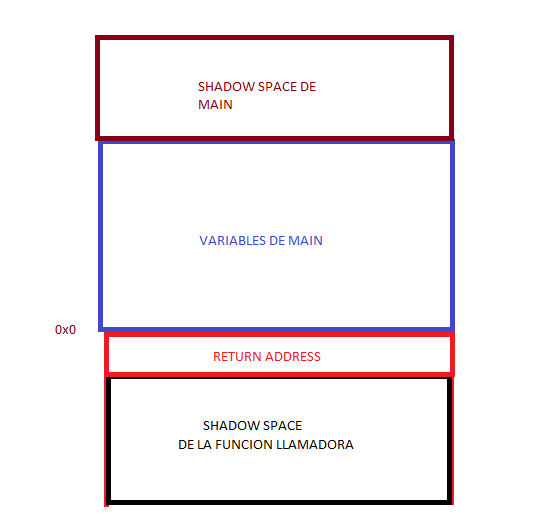 SHADOW SPACE DE
MAIN
VARIABLES DE MAIN
0x0
RETURN ADDRESS
SHADOW SPACE
DE LA FUNCION LLAMADORA